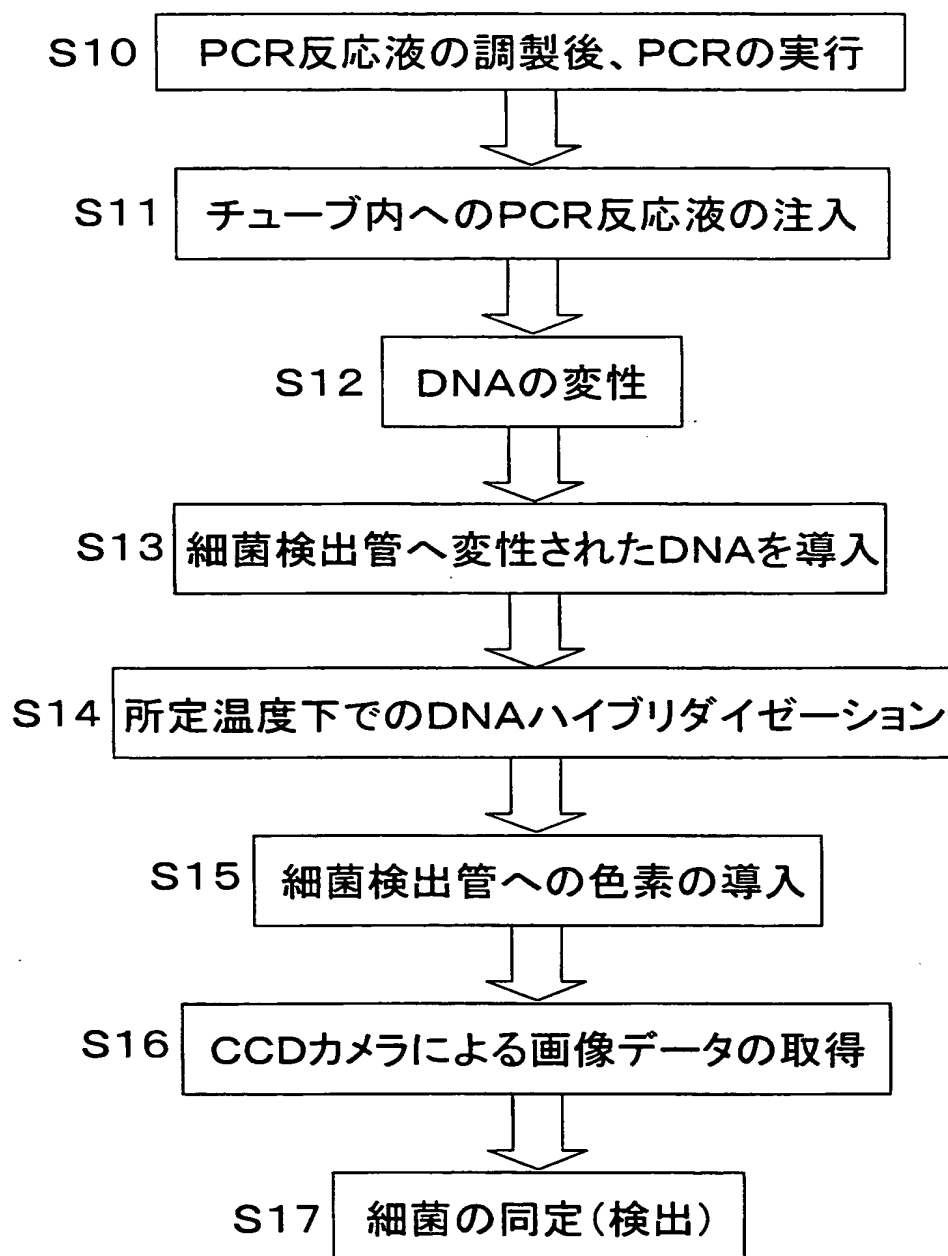 S10 PCR反応液の調製後、PCRの実行
S11 チューブ内へのPCR反応液の注入
S12 DNAの変性
S13 細菌検出管へ変性されたDNAを導入
S14 所定温度下でのDNAハイブリダイゼーション
S15 細菌検出管への色素の導入
S16 CCDカメラによる画像データの取得
S17 細菌の同定(検出)